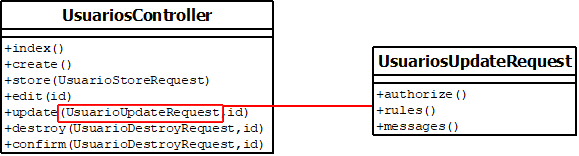 UsuariosController
+index()
+create()
+store(UsuarioStoreRequest)
+edit(id)
+update(UsuarioUpdateRequest,id)
+destroy(UsuarioDestroyRequest,id)
+confirm(UsuarioDestroyRequest,id)
UsuariosUpdateRequest
+authorize()
+rules()
+messages()